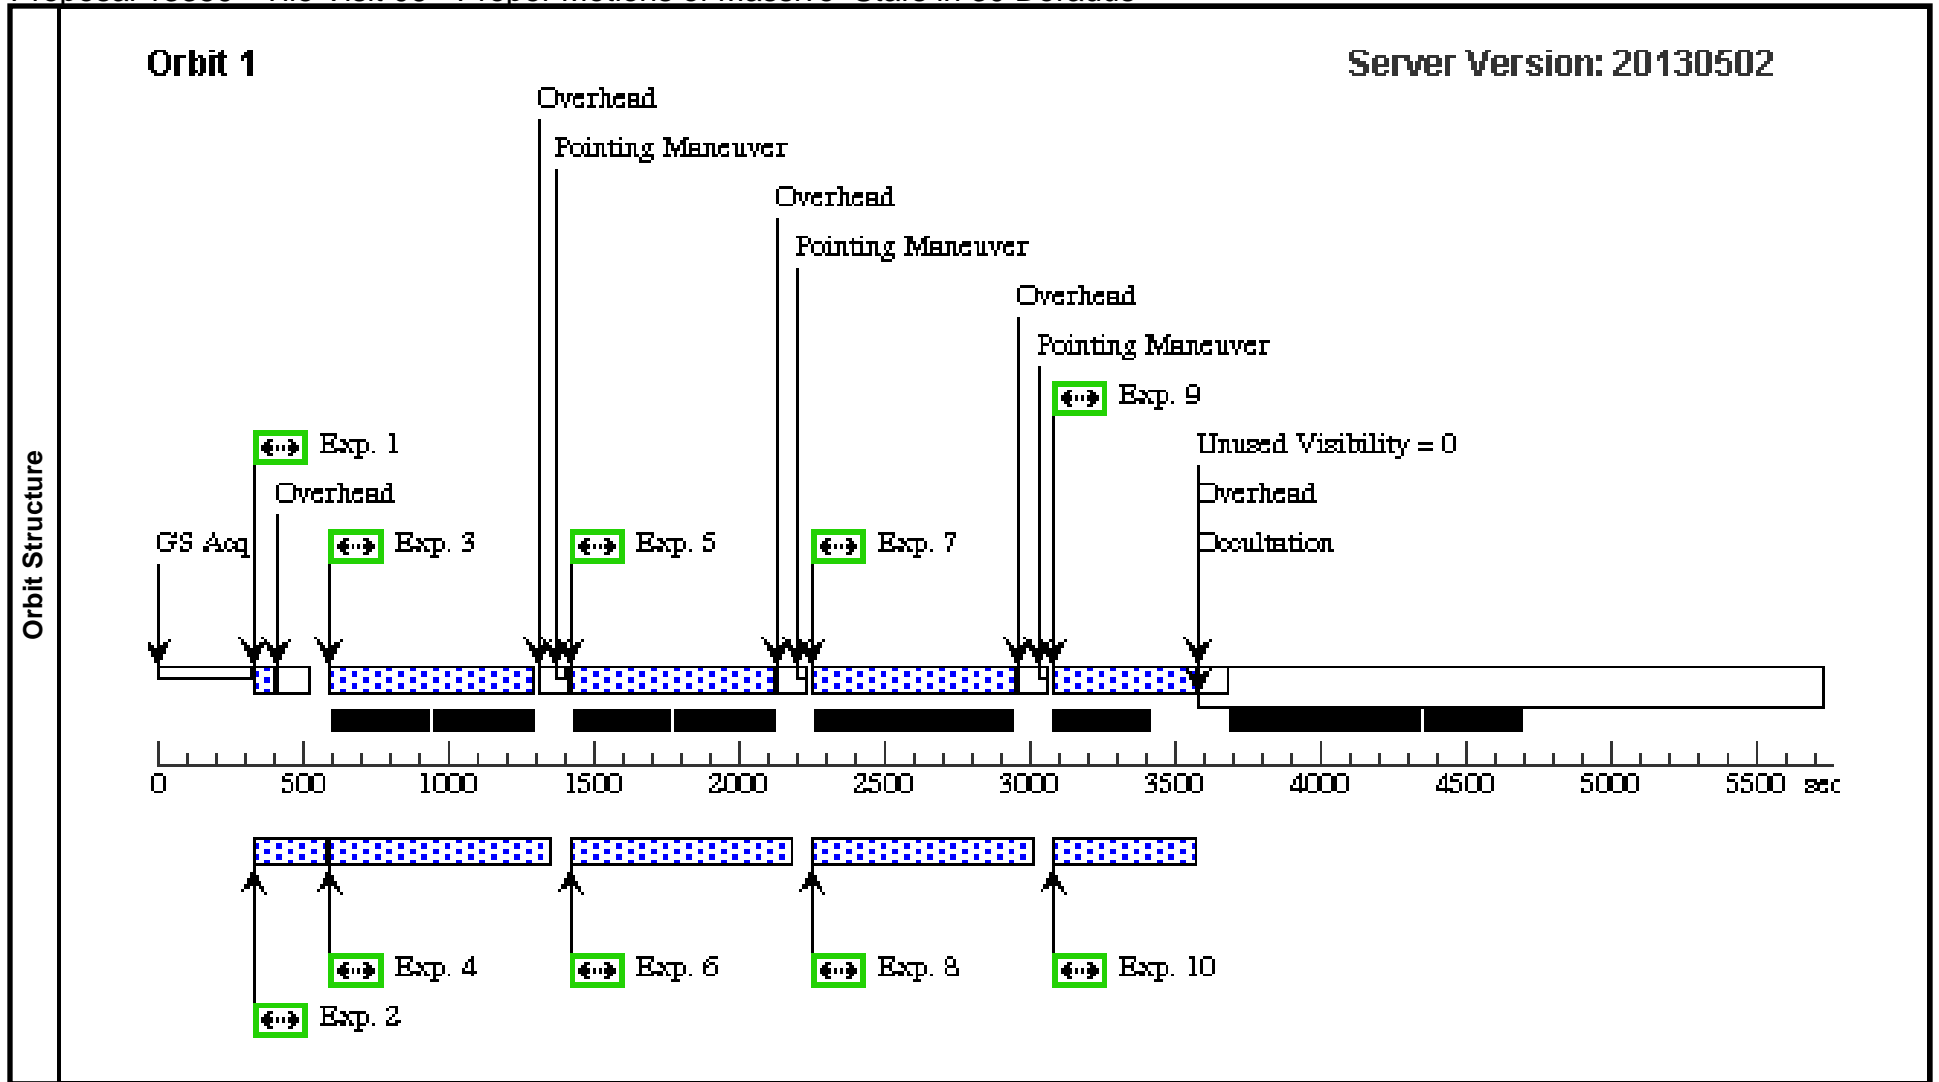 Orbit Structure
Orbit 1
Server Version: 20130502
Overhead
Pointing Maneuver
Overhead
Pointing Maneuver
Overhead
Pointing Maneuver
Exp. 9
Exp. 1
Unused Visibility = 0
Overhead
Overhead
GS Acq
Exp. 3
Exp. 5
Exp. 7
Occultation
0
500
1000
1500
2000
2500
3000
3500
4000
4500
5000
5500 sec
Exp. 4
Exp. 6
Exp. 8
Exp. 10
Exp. 2